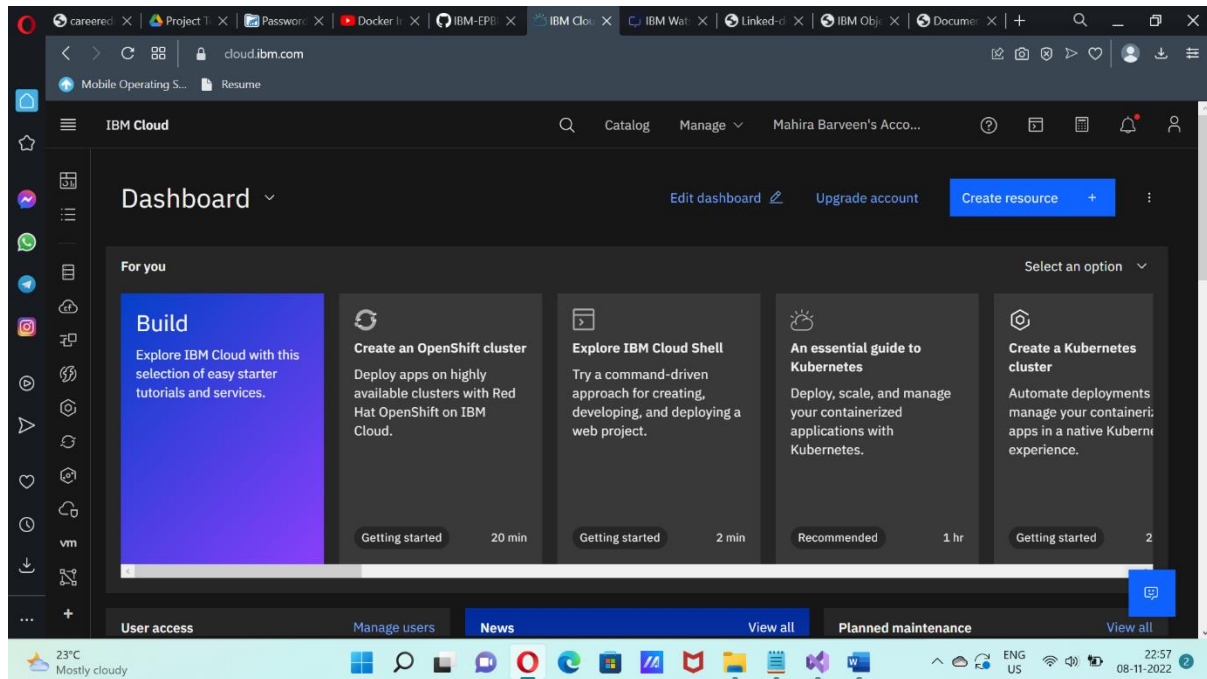 careered
Project T
Password
Docker Ir
IBM-EPB
IBM Clou
IBM Wat
Linked-d
IBM Obje
Documer
cloud.ibm.com
Mobile Operating S...
Resume
IBM Cloud
Catalog
Manage
Mahira Barveen's Acco...
Dashboard
Edit dashboard
Upgrade account
Create resource +
For you
Select an option
Build
Explore IBM Cloud with this
selection of easy starter
tutorials and services.
Create an OpenShift cluster
Deploy apps on highly
available clusters with Red
Hat OpenShift on IBM
Cloud.
Getting started 20 min
Explore IBM Cloud Shell
Try a command-driven
approach for creating,
developing, and deploying a
web project.
Getting started 2 min
An essential guide to
Kubernetes
Deploy, scale, and manage
your containerized
applications with
Kubernetes.
Recommended 1 hr
Create a Kubernetes
cluster
Automate deployments
manage your containeri
apps in a native Kuberne
experience.
Getting started 2
vm
User access
Manage users
News
View all
Planned maintenance
View all
23°C
Mostly cloudy
ENG
US
22:57
08-11-2022
2